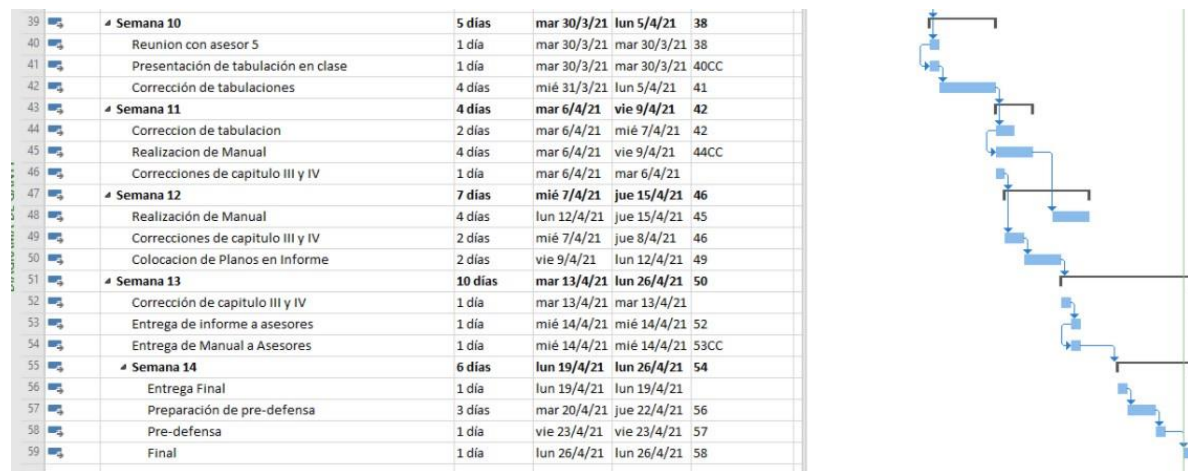 39 Semana 10 5 días mar 30/3/21 lun 5/4/21 38
40 Reunion con asesor 5 1 día mar 30/3/21 mar 30/3/21 38
41 Presentación de tabulación en clase 1 día mar 30/3/21 mar 30/3/21 40CC
42 Corrección de tabulaciones 4 días mié 31/3/21 lun 5/4/21 41
43 Semana 11 4 días mar 6/4/21 vie 9/4/21 42
44 Correccion de tabulacion 2 días mar 6/4/21 mié 7/4/21 42
45 Realizacion de Manual 4 días mar 6/4/21 vie 9/4/21 44CC
46 Correcciones de capitulo III y IV 1 día mar 6/4/21 mar 6/4/21
47 Semana 12 7 días mié 7/4/21 jue 15/4/21 46
48 Realización de Manual 4 días lun 12/4/21 jue 15/4/21 45
49 Correcciones de capitulo III y IV 2 días mié 7/4/21 jue 8/4/21 46
50 Colocacion de Planos en Informe 2 días vie 9/4/21 lun 12/4/21 49
51 Semana 13 10 días mar 13/4/21 lun 26/4/21 50
52 Corrección de capitulo III y IV 1 día mar 13/4/21 mar 13/4/21
53 Entrega de informe a asesores 1 día mié 14/4/21 mié 14/4/21 52
54 Entrega de Manual a Asesores 1 día mié 14/4/21 mié 14/4/21 53CC
55 Semana 14 6 días lun 19/4/21 lun 26/4/21 54
56 Entrega Final 1 día lun 19/4/21 lun 19/4/21
57 Preparación de pre-defensa 3 días mar 20/4/21 jue 22/4/21 56
58 Pre-defensa 1 día vie 23/4/21 vie 23/4/21 57
59 Final 1 día lun 26/4/21 lun 26/4/21 58